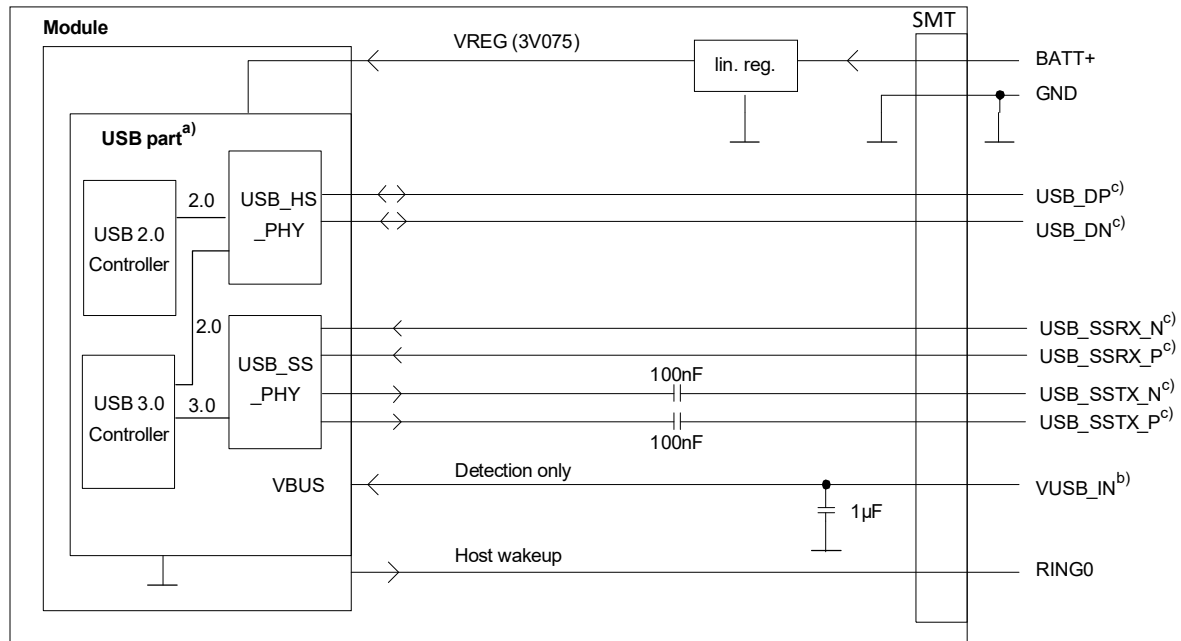 Module
SMT
VREG (3V075)
lin. reg.
BATT+
GND
USB part a)
USB_HS
_PHY
2.0
USB 2.0
Controller
USB_DP c)
USB_DN c)
2.0
USB_SS
_PHY
USB 3.0
Controller
3.0
USB_SSRX_N c)
USB_SSRX_P c)
100nF
USB_SSTX_N c)
100nF
USB_SSTX_P c)
VBUS
Detection only
VUSB_IN b)
1µF
Host wakeup
RING0